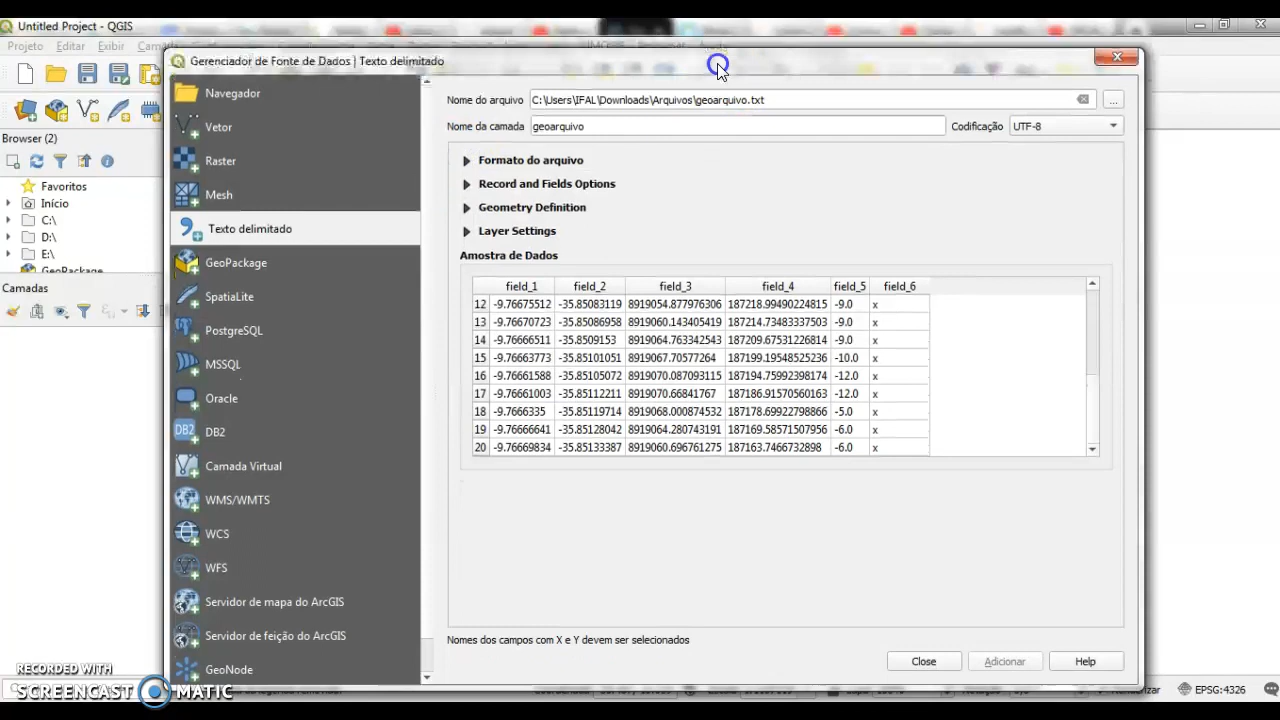 Untitled Project - QGIS
Projeto Editar Exibir
Gerenciador de Fonte de Dados | Texto delimitado
Navegador
Vetor
Raster
Mesh
Texto delimitado
GeoPackage
SpatiaLite
PostgreSQL
MSSQL
Oracle
DB2
DB2
Camada Virtual
WMS/WMTS
WCS
WFS
Servidor de mapa do ArcGIS
Servidor de feição do ArcGIS
GeoNode
Browser (2)
Favoritos
Início
C:\
D:\
E:\
GeoPackage
Camadas
Nome do arquivo C:\Users\IFAL\Downloads\Arquivos\geoarquivo.txt ...
Nome da camada geoarquivo Codificação UTF-8
Formato do arquivo
Record and Fields Options
Geometry Definition
Layer Settings
Amostra de Dados
field_1 field_2 field_3 field_4 field_5 field_6
12 -9.76675512 -35.85083119 8919054.877976306 187218.99490224815 -9.0 x
13 -9.76670723 -35.85086958 8919060.143405419 187214.73483337503 -9.0 x
14 -9.76666511 -35.8509153 8919064.763342543 187209.67531226814 -9.0 x
15 -9.76663773 -35.85101051 8919067.70577264 187199.19548525236 -10.0 x
16 -9.76661588 -35.85105072 8919070.087093115 187194.75992398174 -12.0 x
17 -9.76661003 -35.85112211 8919070.66841767 187186.91570560163 -12.0 x
18 -9.7666335 -35.85119714 8919068.000874532 187178.69922798866 -5.0 x
19 -9.76666641 -35.85128042 8919064.280743191 187169.58571507956 -6.0 x
20 -9.76669834 -35.85133387 8919060.696761275 187163.7466732898 -6.0 x
Nomes dos campos com X e Y devem ser selecionados
Close Adicionar Help
EPSG:4326
RECORDED WITH
SCREENCAST MATIC